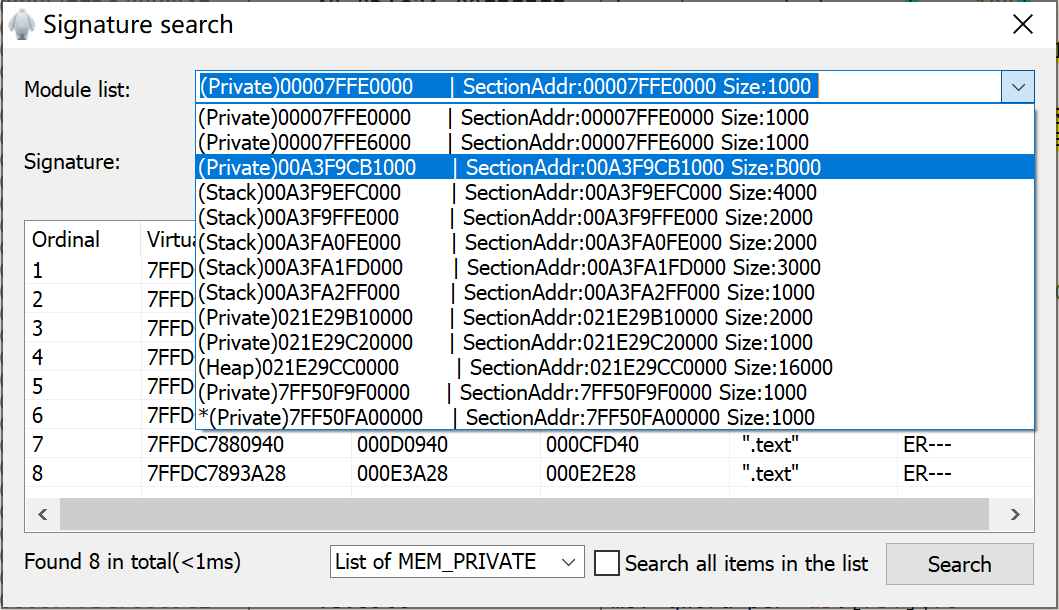 Signature search
Module list:
(Private)00007FFE0000 | SectionAddr:00007FFE0000 Size:1000
(Private)00007FFE0000 | SectionAddr:00007FFE0000 Size:1000
(Private)00007FFE6000 | SectionAddr:00007FFE6000 Size:1000
Signature:
(Private)00A3F9CB1000 | SectionAddr:00A3F9CB1000 Size:B000
(Stack)00A3F9EFC000 | SectionAddr:00A3F9EFC000 Size:4000
(Stack)00A3F9FFE000 | SectionAddr:00A3F9FFE000 Size:2000
(Stack)00A3FA0FE000 | SectionAddr:00A3FA0FE000 Size:2000
(Stack)00A3FA1FD000 | SectionAddr:00A3FA1FD000 Size:3000
(Stack)00A3FA2FF000 | SectionAddr:00A3FA2FF000 Size:1000
(Private)021E29B10000 | SectionAddr:021E29B10000 Size:2000
(Private)021E29C20000 | SectionAddr:021E29C20000 Size:1000
(Heap)021E29CC0000 | SectionAddr:021E29CC0000 Size:16000
(Private)7FF50F9F0000 | SectionAddr:7FF50F9F0000 Size:1000
*(Private)7FF50FA00000 | SectionAddr:7FF50FA00000 Size:1000
Ordinal
1 7FFD
2 7FFD
3 7FFD
4 7FFD
5 7FFD
6 7FFD
7 7FFDC7880940 000D0940 000CFD40 ".text" ER---
8 7FFDC7893A28 000E3A28 000E2E28 ".text" ER---
Found 8 in total(<1ms)
List of MEM_PRIVATE
Search all items in the list
Search